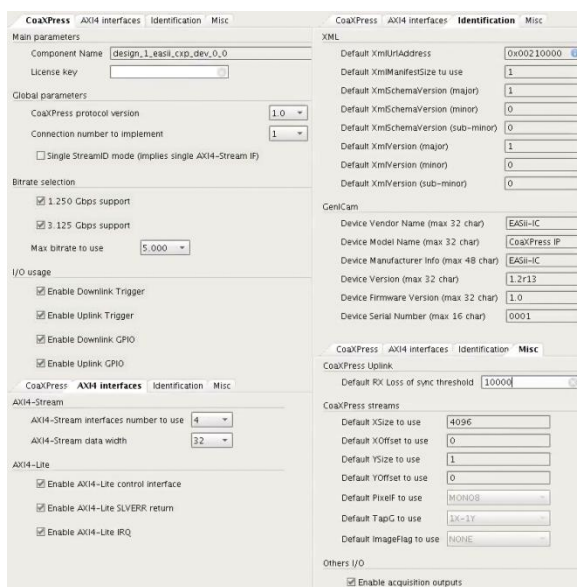 CoaXPress AXI4 interfaces Identification Misc
Main parameters
Component Name design_1_easii_cxp_dev_0_0
License key
Global parameters
CoaXPress protocol version 1.0
Connection number to implement 1
Single StreamID mode (implies single AXI4-Stream IF)
Bitrate selection
1.250 Gbps support
3.125 Gbps support
Max bitrate to use 5.000
I/O usage
Enable Downlink Trigger
Enable Uplink Trigger
Enable Downlink GPIO
Enable Uplink GPIO
CoaXPress AXI4 interfaces Identification Misc
AXI4-Stream
AXI4-Stream interfaces number to use 4
AXI4-Stream data width 32
AXI4-Lite
Enable AXI4-Lite control interface
Enable AXI4-Lite SLVERR return
Enable AXI4-Lite IRQ
CoaXPress AXI4 interfaces Identification Misc
XML
Default XmlUrlAddress 0x00210000
Default XmlManifestSize to use 1
Default XmlSchemaVersion (major) 1
Default XmlSchemaVersion (minor) 0
Default XmlSchemaVersion (sub-minor) 0
Default XmlVersion (major) 1
Default XmlVersion (minor) 0
Default XmlVersion (sub-minor) 0
GenICam
Device Vendor Name (max 32 char) EASii-IC
Device Model Name (max 32 char) CoaXPress IP
Device Manufacturer Info (max 48 char) EASii-IC
Device Version (max 32 char) 1.2r13
Device Firmware Version (max 32 char) 1.0
Device Serial Number (max 16 char) 0001
CoaXPress AXI4 interfaces Identification Misc
CoaXPress Uplink
Default RX Loss of sync threshold 10000
CoaXPress streams
Default XSize to use 4096
Default XOffset to use 0
Default YSize to use 1
Default YOffset to use 0
Default PixelF to use MONO8
Default TapG to use 1X-1Y
Default ImageFlag to use NONE
Others I/O
Enable acquisition outputs